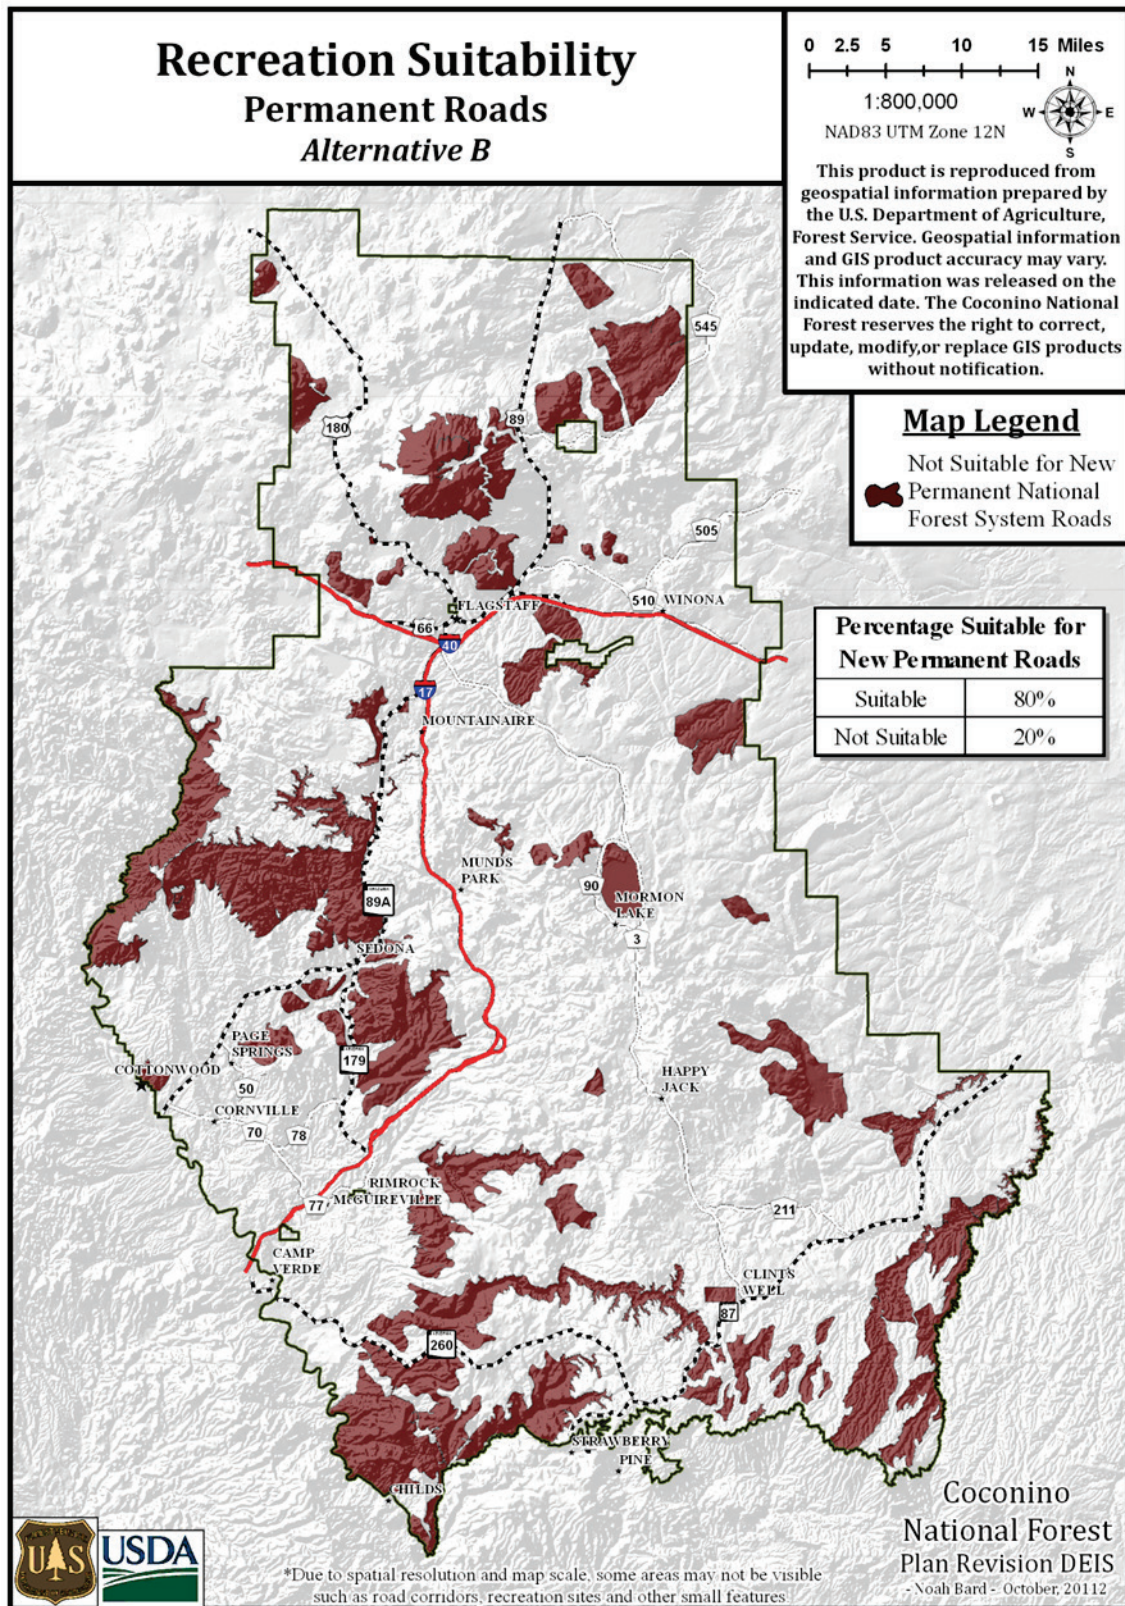 Recreation Suitability
Permanent Roads
Alternative B
0 2.5 5 10 15 Miles
1:800,000
NAD83 UTM Zone 12N
N
W E
S
This product is reproduced from
geospatial information prepared by
the U.S. Department of Agriculture,
Forest Service. Geospatial information
and GIS product accuracy may vary.
This information was released on the
indicated date. The Coconino National
Forest reserves the right to correct,
update, modify,or replace GIS products
without notification.
Map Legend
Not Suitable for New
Permanent National
Forest System Roads
Percentage Suitable for
New Permanent Roads
Suitable 80%
Not Suitable 20%
545
89
180
505
510
WINONA
FLAGSTAFF
66
40
17
MOUNTAINAIRE
MUNDS
PARK
90
MORMON
LAKE
89A
3
SEDONA
PAGE
SPRINGS
179
COTTONWOOD
50
HAPPY
JACK
CORNVILLE
70
78
RIMROCK
MCGUIREVILLE
77
211
CAMP
VERDE
CLINTS
WELL
87
260
STRAWBERRY
PINE
CHILDS
Coconino
National Forest
Plan Revision DEIS
- Noah Bard - October, 20112
US
USDA
*Due to spatial resolution and map scale, some areas may not be visible
such as road corridors, recreation sites and other small features